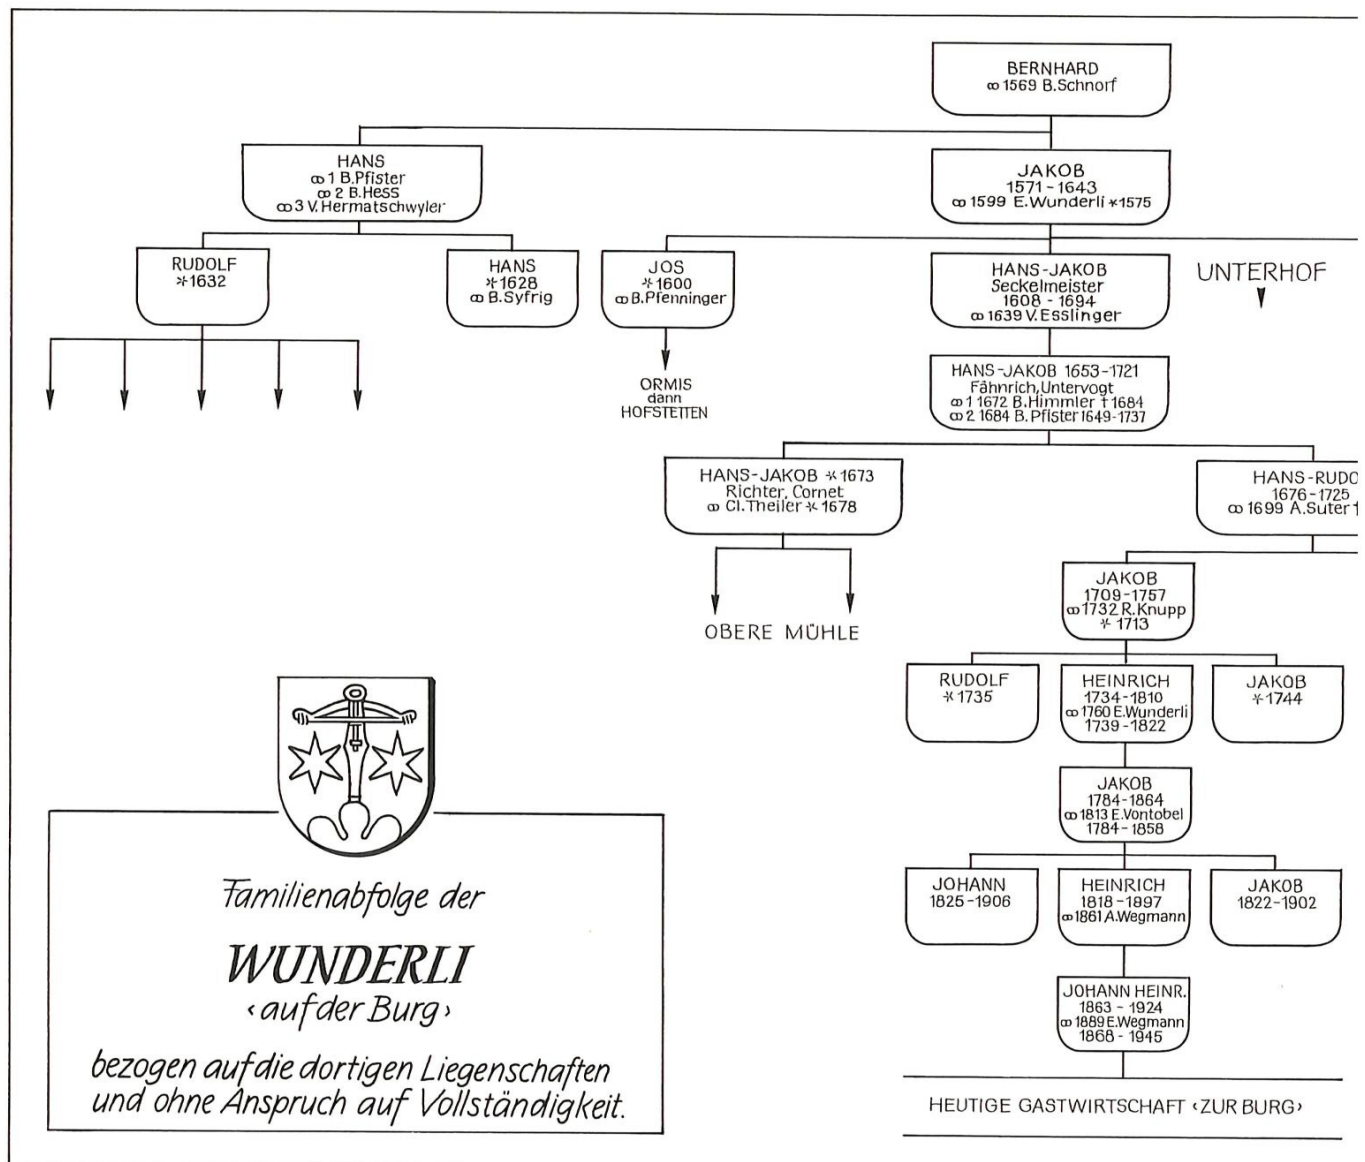 BERNHARD
⚭ 1569 B.Schnorf
HANS
⚭ 1 B.Pfister
⚭ 2 B.Hess
⚭ 3 V.Hermatschwyler
JAKOB
1571 - 1643
⚭ 1599 E.Wunderli *1575
RUDOLF
*1632
HANS
*1628
⚭ B.Syfrig
JOS
*1600
⚭ B.Pfenninger
HANS-JAKOB
Seckelmeister
1608 - 1694
⚭ 1639 V.Esslinger
UNTERHOF
ORMIS
dann
HOFSTETTEN
HANS-JAKOB 1653-1721
Fähnrich,Untervogt
⚭ 1 1672 B.Himmler †1684
⚭ 2 1684 B.Pfister 1649-1737
HANS-JAKOB *1673
Richter, Cornet
⚭ Cl.Theiler * 1678
HANS-RUDO
1676-1725
⚭ 1699 A.Suter
OBERE MÜHLE
JAKOB
1709-1757
⚭1732 R.Knupp
* 1713
RUDOLF
*1735
HEINRICH
1734-1810
⚭1760 E.Wunderli
1739-1822
JAKOB
*1744
JAKOB
1784-1864
⚭1813 E.Vontobel
1784-1858
JOHANN
1825-1906
HEINRICH
1818-1897
⚭1861 A.Wegmann
JAKOB
1822-1902
JOHANN HEINR.
1863 - 1924
⚭1889 E.Wegmann
1868 - 1945
HEUTIGE GASTWIRTSCHAFT ‹ZUR BURG›
Familienabfolge der
WUNDERLI
‹auf der Burg›
bezogen auf die dortigen Liegenschaften
und ohne Anspruch auf Vollständigkeit.